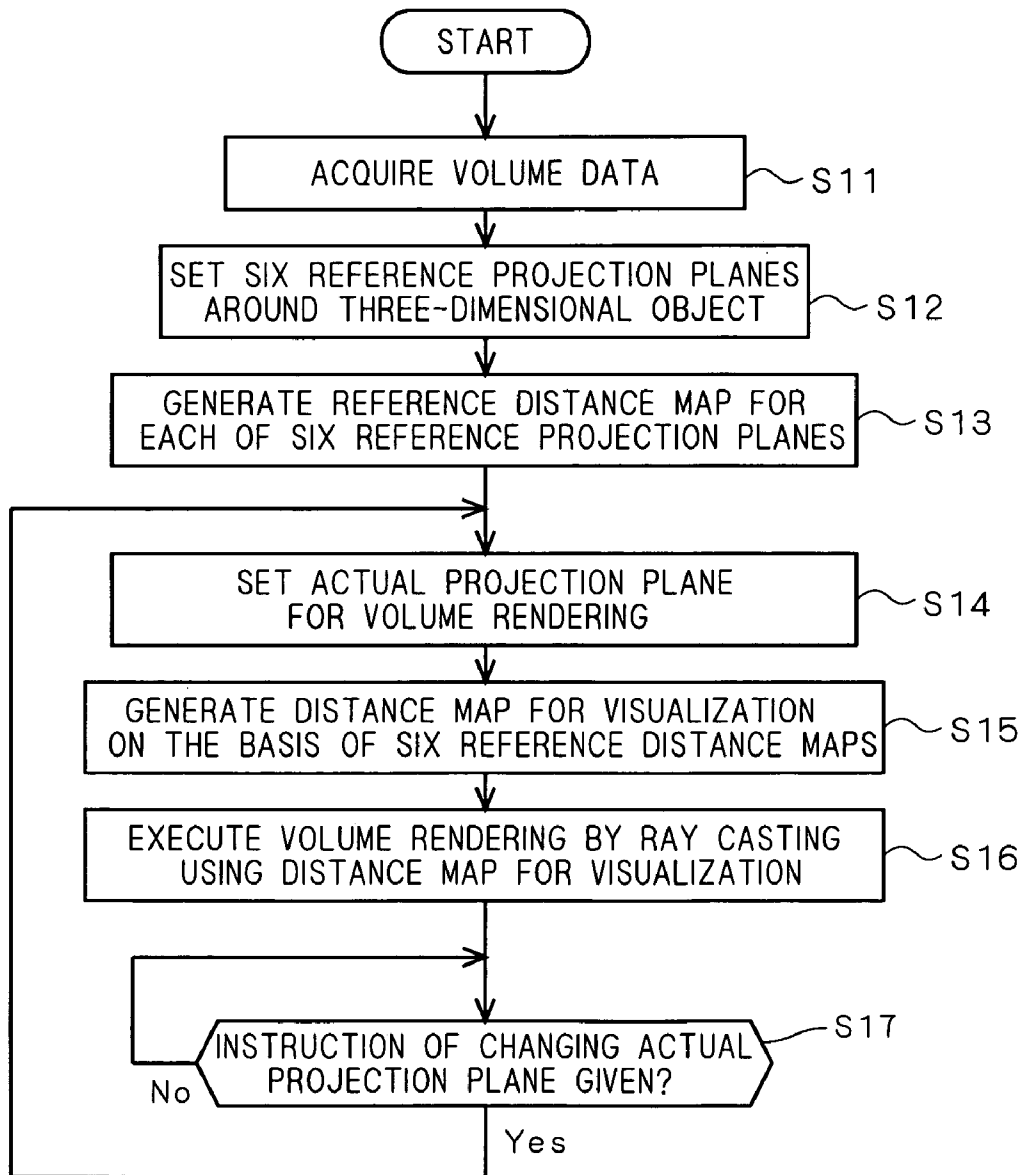 START
ACQUIRE VOLUME DATA
S11
SET SIX REFERENCE PROJECTION PLANES
AROUND THREE-DIMENSIONAL OBJECT
S12
GENERATE REFERENCE DISTANCE MAP FOR
EACH OF SIX REFERENCE PROJECTION PLANES
S13
SET ACTUAL PROJECTION PLANE
FOR VOLUME RENDERING
S14
GENERATE DISTANCE MAP FOR VISUALIZATION
ON THE BASIS OF SIX REFERENCE DISTANCE MAPS
S15
EXECUTE VOLUME RENDERING BY RAY CASTING
USING DISTANCE MAP FOR VISUALIZATION
S16
INSTRUCTION OF CHANGING ACTUAL
PROJECTION PLANE GIVEN?
S17
No
Yes